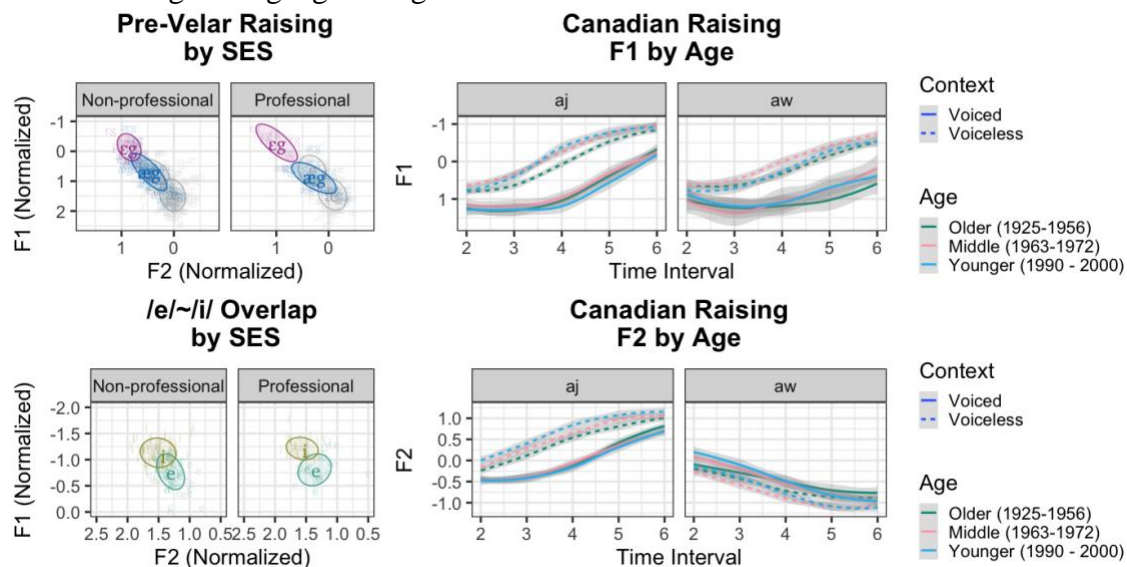 Pre-Velar Raising
by SES
Non-professional
Professional
-1
0
1
2
F1 (Normalized)
ɛg
æg
ɛg
æg
1
0
1
0
F2 (Normalized)
Canadian Raising
F1 by Age
aj
aw
-1
0
1
F1
2
3
4
5
6
2
3
4
5
6
Time Interval
Context
Voiced
Voiceless
Age
Older (1925-1956)
Middle (1963-1972)
Younger (1990 - 2000)
/e/~/i/ Overlap
by SES
Non-professional
Professional
-2.0
-1.5
-1.0
-0.5
0.0
F1 (Normalized)
i
e
i
e
2.5
2.0
1.5
1.0
0.5
2.5
2.0
1.5
1.0
0.5
F2 (Normalized)
Canadian Raising
F2 by Age
aj
aw
1.0
0.5
0.0
-0.5
-1.0
F2
2
3
4
5
6
2
3
4
5
6
Time Interval
Context
Voiced
Voiceless
Age
Older (1925-1956)
Middle (1963-1972)
Younger (1990 - 2000)